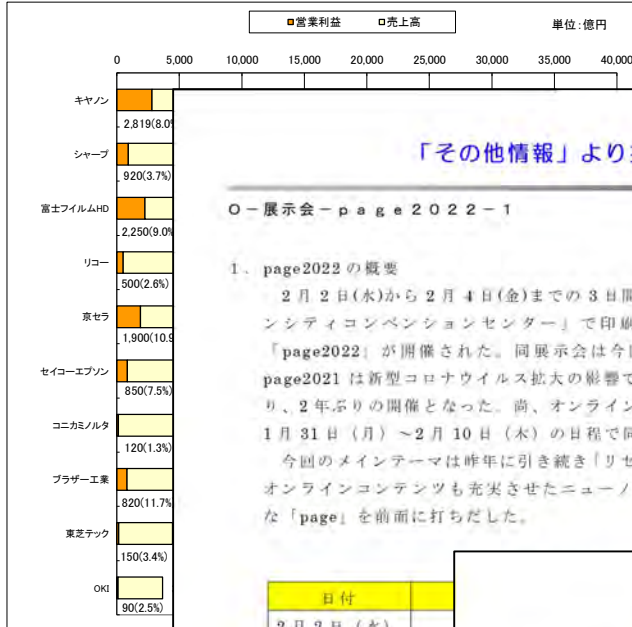 営業利益 売上高
単位:億円
0 5,000 10,000 15,000 20,000 25,000 30,000 35,000 40,000
キヤノン
2,819(8.0%
シャープ
920(3.7%)
富士フイルムHD
2,250(9.0%
リコー
500(2.6%)
京セラ
1,900(10.9
セイコーエプソン
850(7.5%)
コニカミノルタ
120(1.3%)
ブラザー工業
820(11.7%
東芝テック
150(3.4%)
OKI
90(2.5%)
「その他情報」より
O-展示会-page2022-1
1. page2022の概要
2月2日(水)から2月4日(金)までの3日間
ンシティコンベンションセンター」で印刷
「page2022」が開催された。同展示会は今回
page2021は新型コロナウイルス拡大の影響で
り、2年ぶりの開催となった。尚、オンライン
1月31日(月)~2月10日(木)の日程で同
今回のメインテーマは昨年に引き続き「リセ
オンラインコンテンツも充実させたニューノ
な「page」を前面に打ちだした。
日付
2月2日(水)